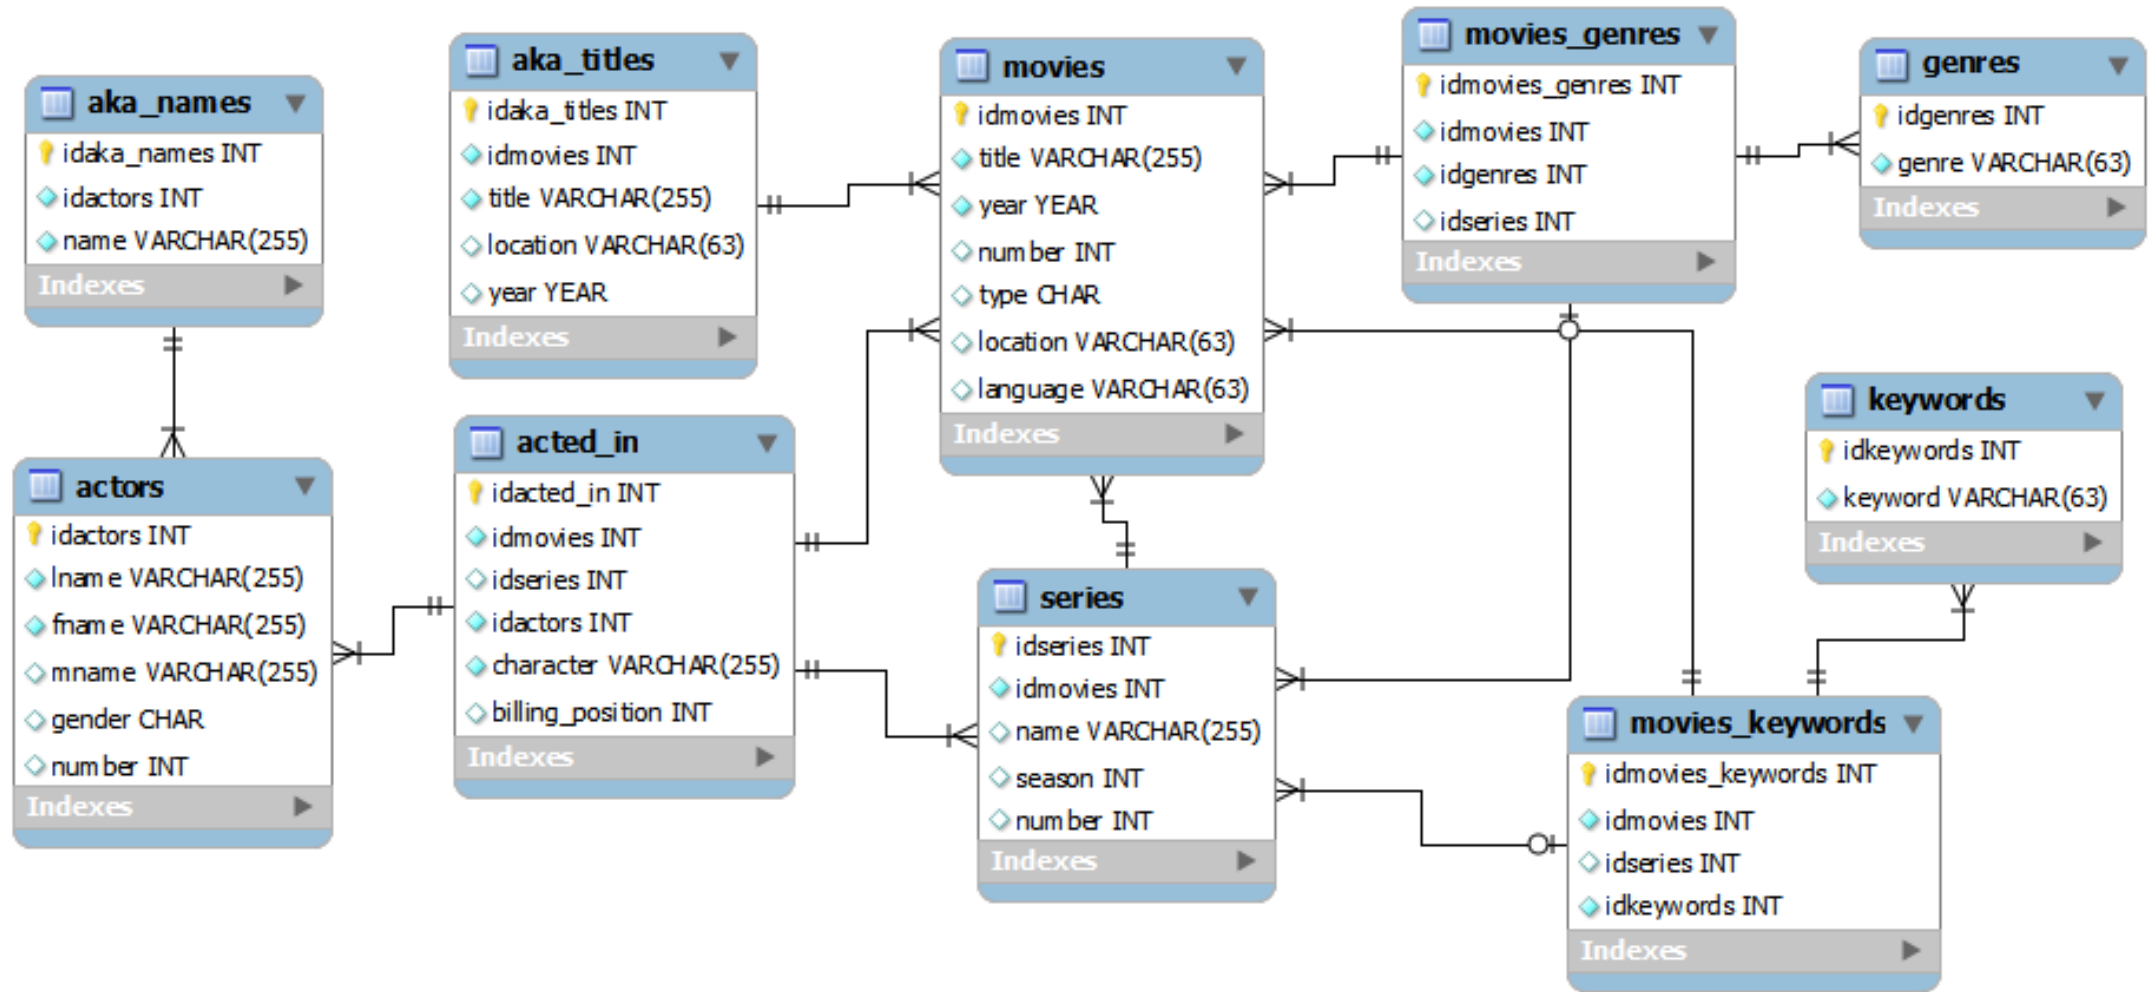 aka_names
idaka_names INT
idactors INT
name VARCHAR(255)
Indexes
aka_titles
idaka_titles INT
idmovies INT
title VARCHAR(255)
location VARCHAR(63)
year YEAR
Indexes
movies
idmovies INT
title VARCHAR(255)
year YEAR
number INT
type CHAR
location VARCHAR(63)
language VARCHAR(63)
Indexes
movies_genres
idmovies_genres INT
idmovies INT
idgenres INT
idseries INT
Indexes
genres
idgenres INT
genre VARCHAR(63)
Indexes
actors
idactors INT
lname VARCHAR(255)
fname VARCHAR(255)
mname VARCHAR(255)
gender CHAR
number INT
Indexes
acted_in
idacted_in INT
idmovies INT
idseries INT
idactors INT
character VARCHAR(255)
billing_position INT
Indexes
series
idseries INT
idmovies INT
name VARCHAR(255)
season INT
number INT
Indexes
keywords
idkeywords INT
keyword VARCHAR(63)
Indexes
movies_keywords
idmovies_keywords INT
idmovies INT
idseries INT
idkeywords INT
Indexes